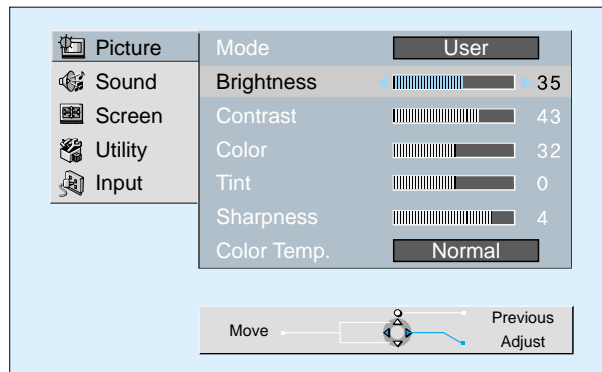 Picture
Sound
Screen
Utility
Input
Mode User
Brightness 35
Contrast 43
Color 32
Tint 0
Sharpness 4
Color Temp. Normal
Move
Previous
Adjust